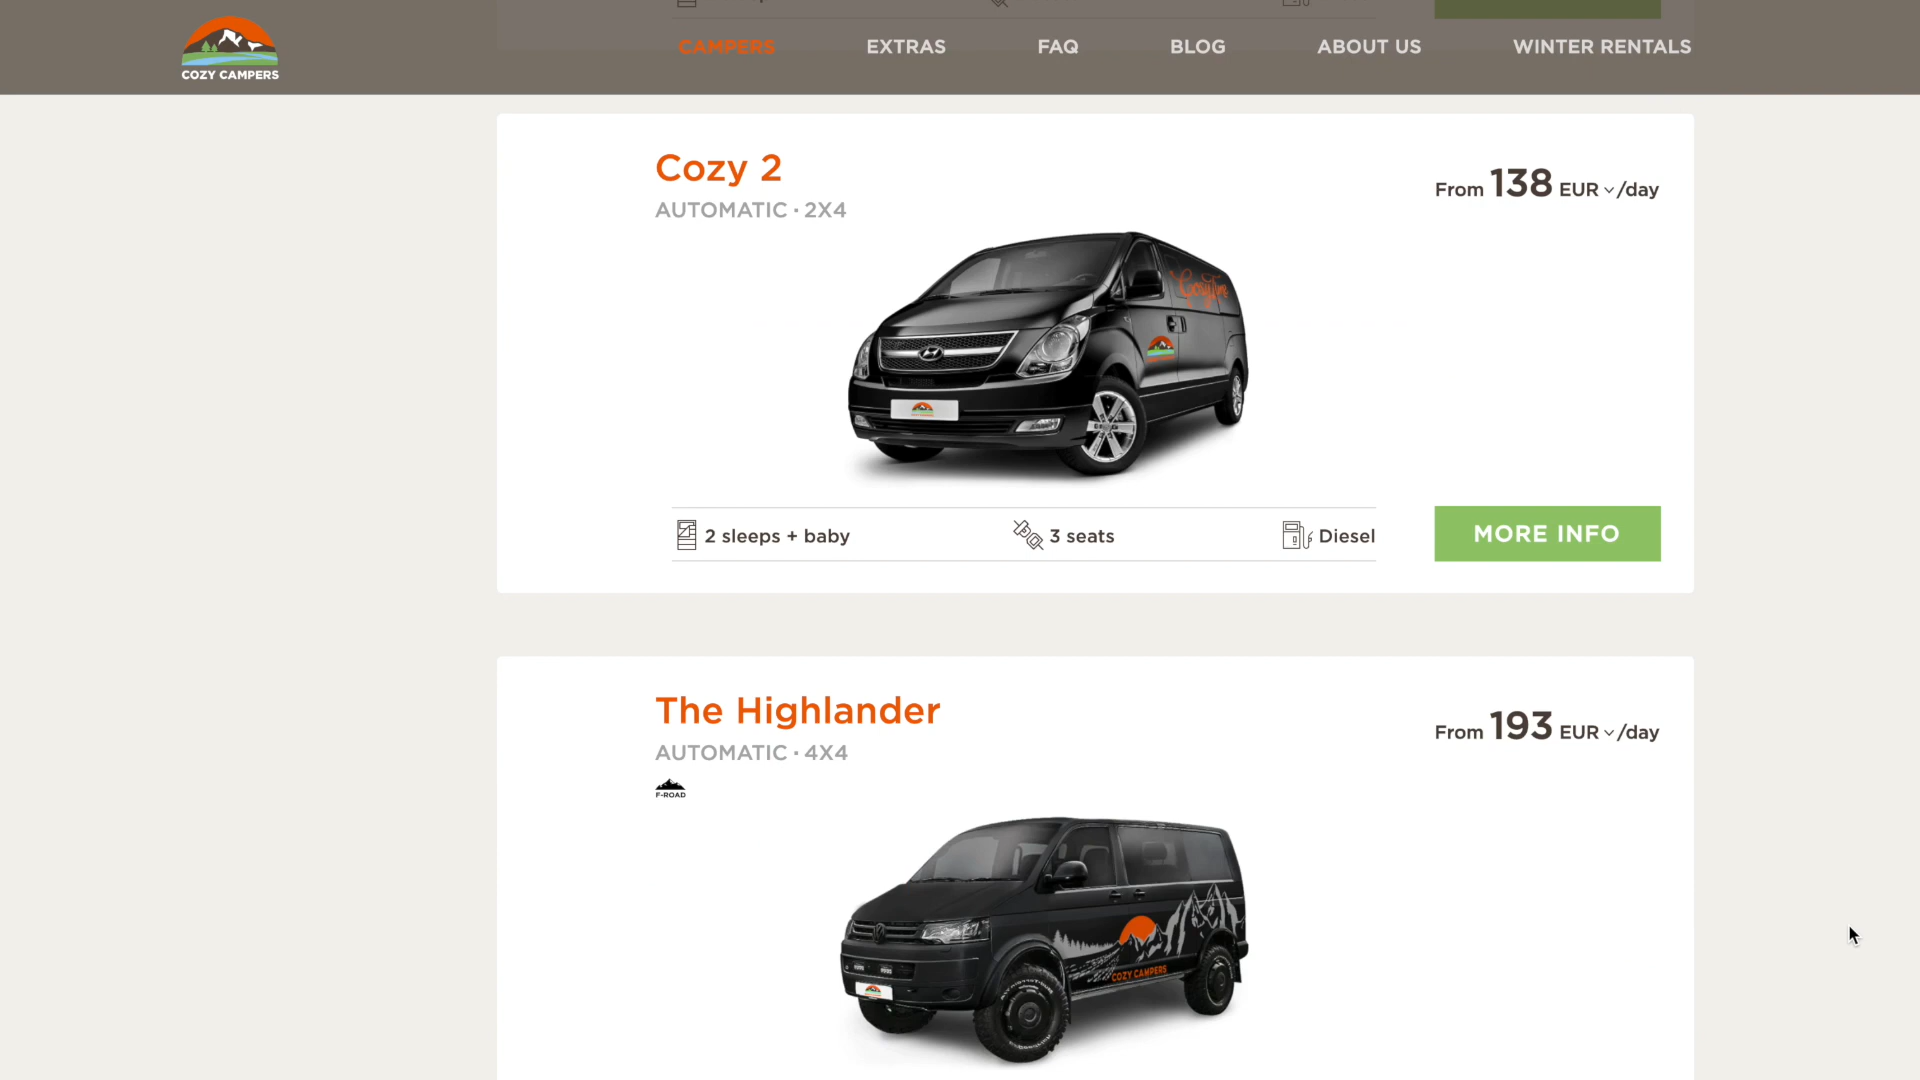 COZY CAMPERS
CAMPERS
EXTRAS
FAQ
BLOG
ABOUT US
WINTER RENTALS
Cozy 2
AUTOMATIC · 2X4
From 138 EUR /day
2 sleeps + baby
3 seats
Diesel
MORE INFO
The Highlander
AUTOMATIC · 4X4
From 193 EUR /day
F-ROAD
COZY CAMPERS